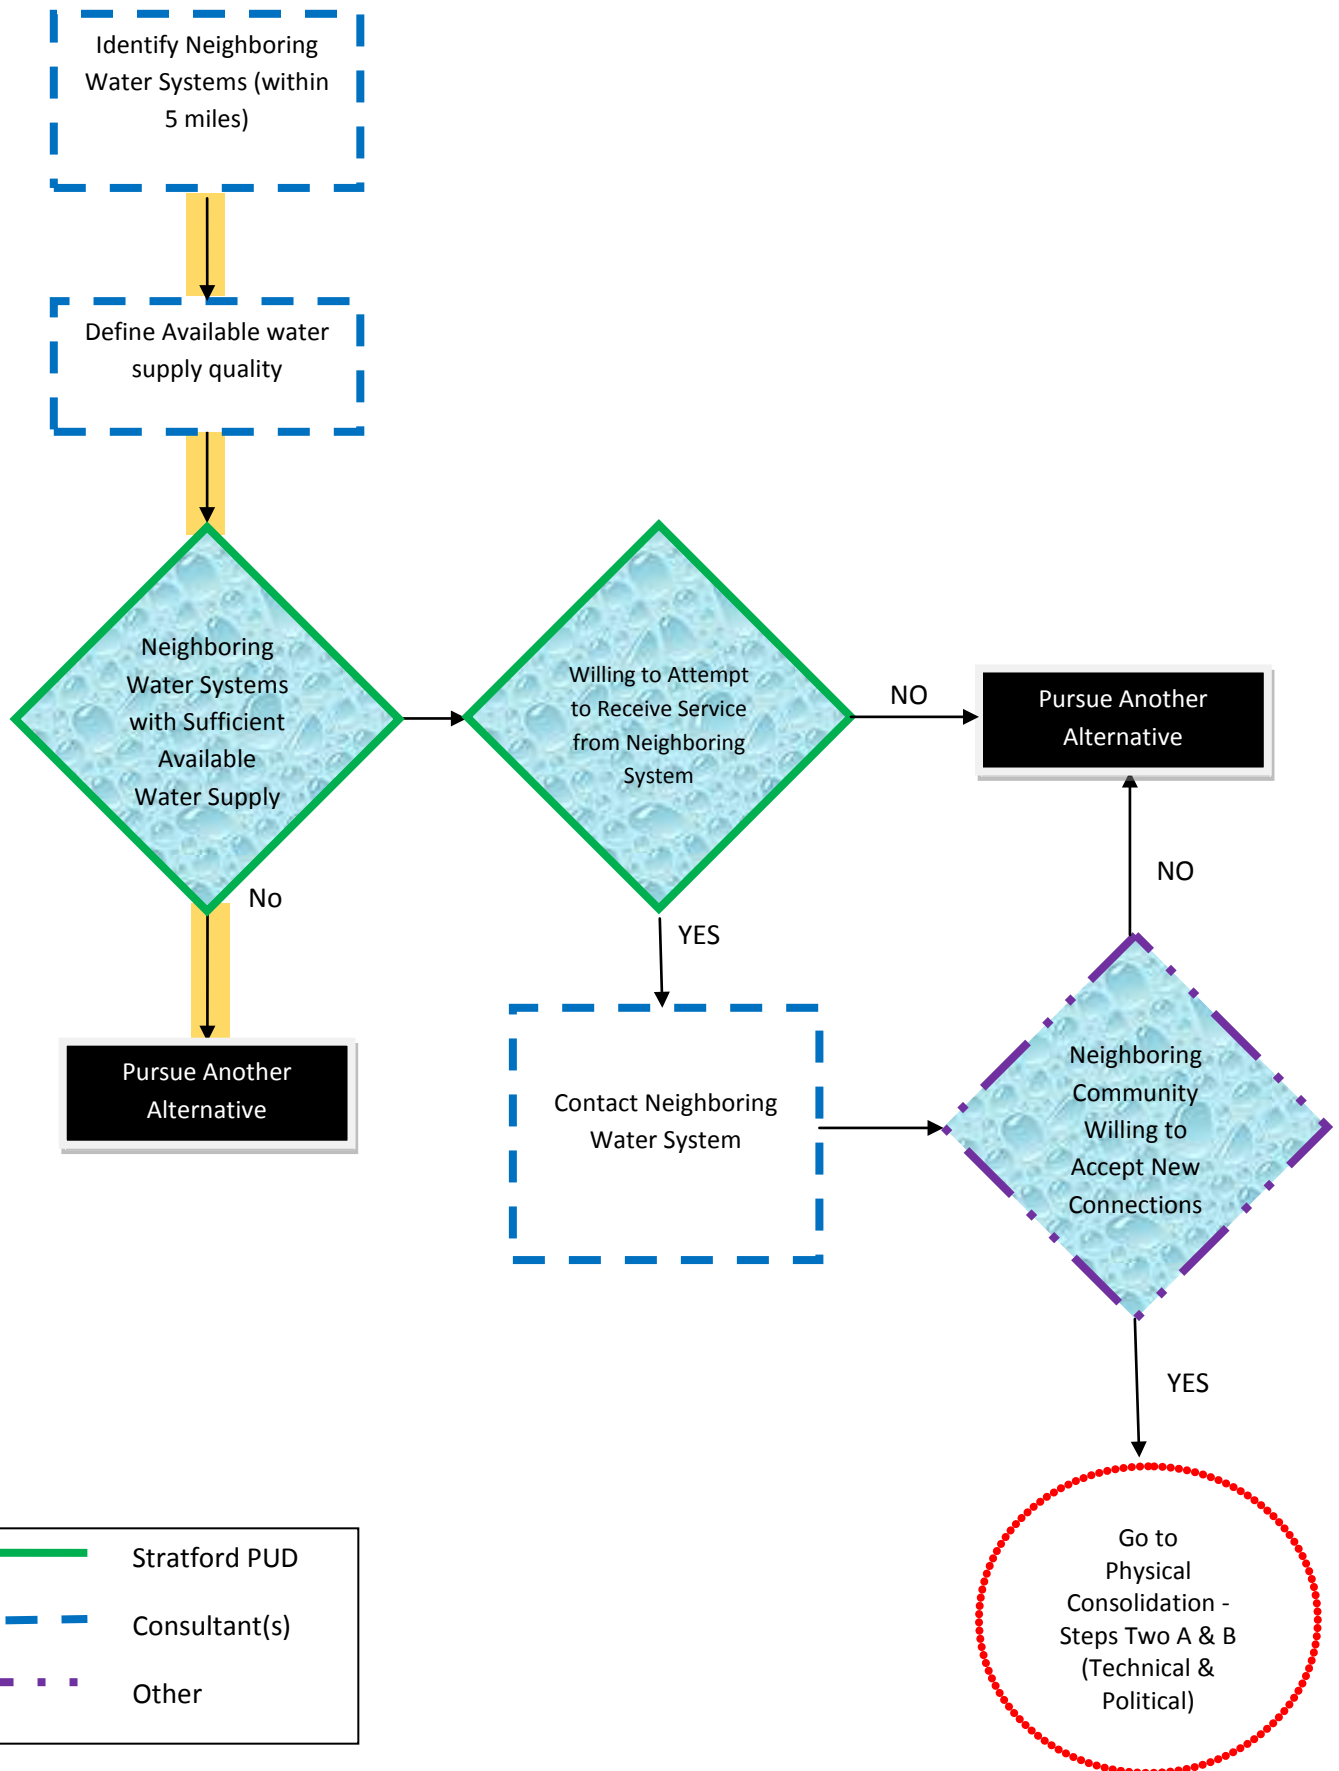 Identify Neighboring
Water Systems (within
5 miles)
Define Available water
supply quality
Neighboring
Water Systems
with Sufficient
Available
Water Supply
No
Pursue Another
Alternative
Willing to Attempt
to Receive Service
from Neighboring
System
NO
Pursue Another
Alternative
YES
Contact Neighboring
Water System
NO
Neighboring
Community
Willing to
Accept New
Connections
YES
Go to
Physical
Consolidation -
Steps Two A & B
(Technical &
Political)
Stratford PUD
Consultant(s)
Other